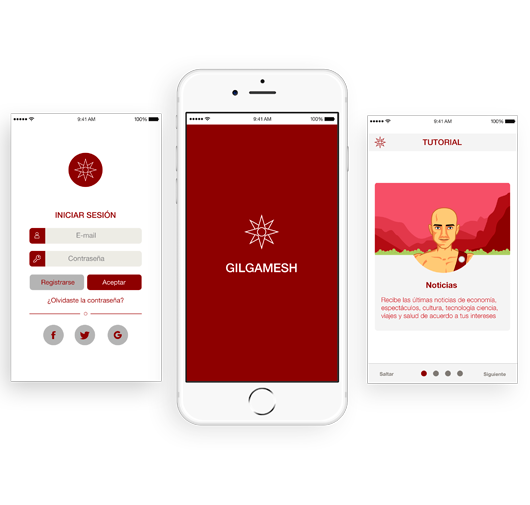 9:41 AM
100%
INICIAR SESIÓN
E-mail
Contraseña
Registrarse
Aceptar
¿Olvidaste la contraseña?
O
f
G
9:41 AM
100%
GILGAMESH
9:41 AM
100%
TUTORIAL
Noticias
Recibe las últimas noticias de economía,
espectáculos, cultura, tecnología ciencia,
viajes y salud de acuerdo a tus intereses
Saltar
Siguiente